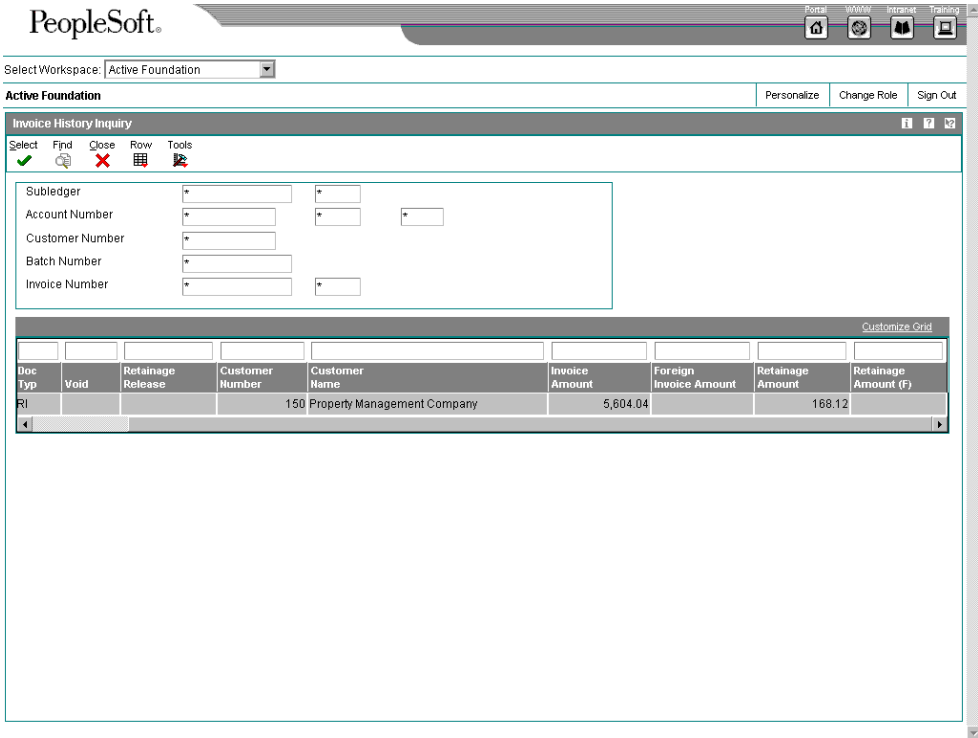 PeopleSoft.
Portal WWW Intranet Training
Select Workspace: Active Foundation
Active Foundation Personalize Change Role Sign Out
Invoice History Inquiry
Select Find Close Row Tools
Subledger * *
Account Number * * *
Customer Number *
Batch Number *
Invoice Number * *
Customize Grid
Doc Typ Void Retainage Release Customer Number Customer Name Invoice Amount Foreign Invoice Amount Retainage Amount Retainage Amount (F)
RI 150 Property Management Company 5,604.04 168.12